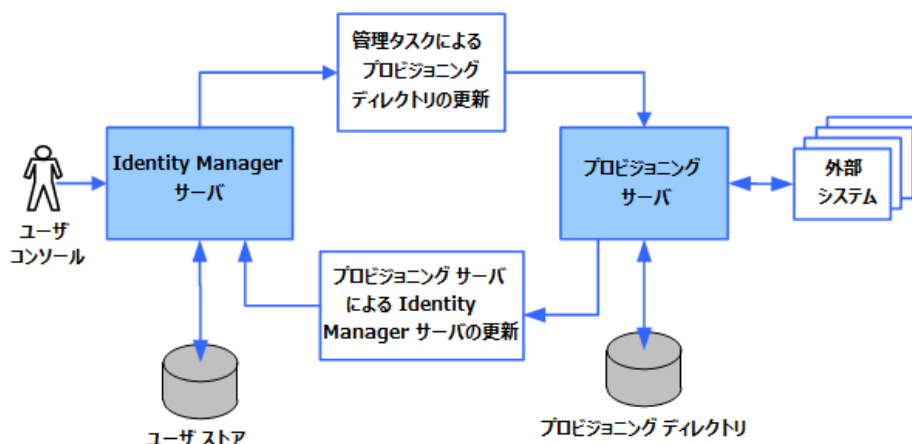 管理タスクによる
プロビジョニング
ディレクトリの更新
Identity Manager
サーバ
プロビジョニング
サーバ
外部
システム
ユーザ
コンソール
プロビジョニング サーバ
による Identity
Manager サーバの更新
ユーザ ストア
プロビジョニング ディレクトリ